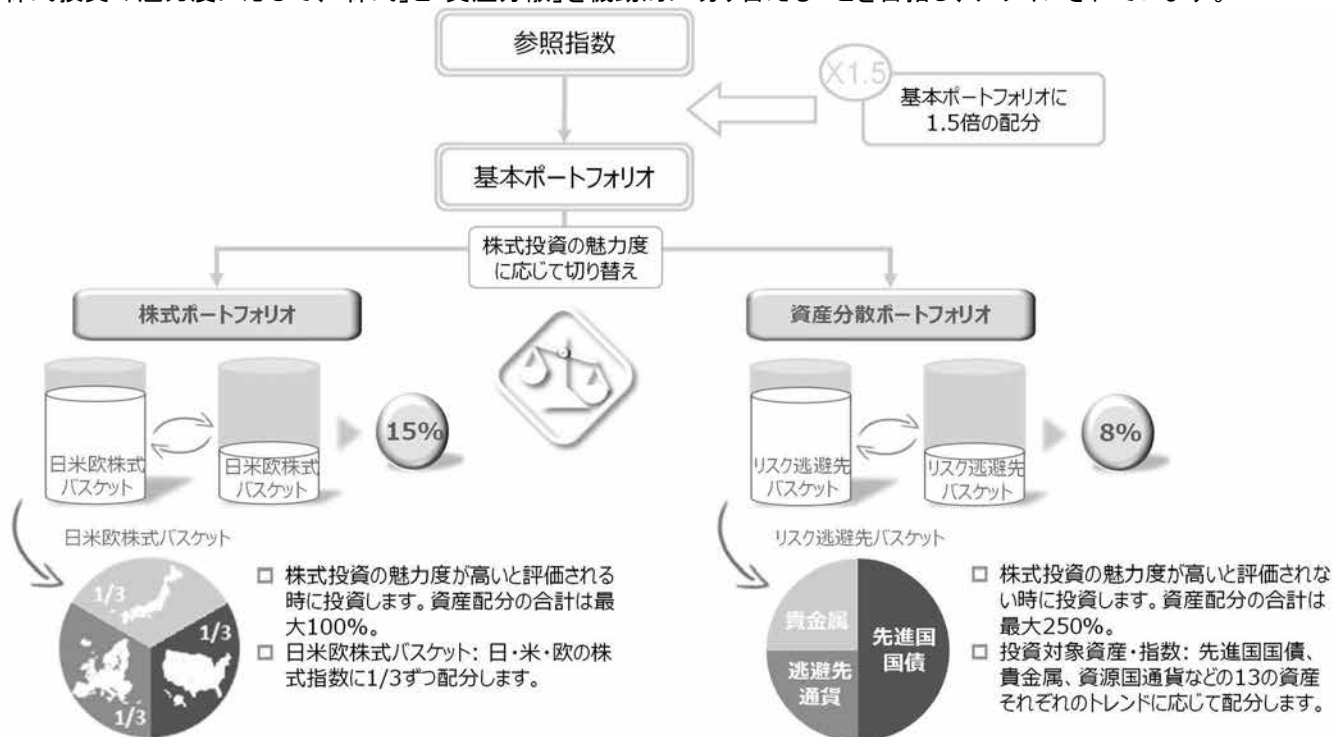 参照指数
X1.5
基本ポートフォリオに
1.5倍の配分
基本ポートフォリオ
株式投資の魅力度
に応じて切り替え
株式ポートフォリオ
資産分散ポートフォリオ
日米欧株式
バスケット
日米欧株式
バスケット
15%
リスク逃避先
バスケット
リスク逃避先
バスケット
8%
日米欧株式バスケット
1/3
1/3
1/3
□ 株式投資の魅力度が高いと評価される
時に投資します。資産配分の合計は最
大100%。
□ 日米欧株式バスケット: 日・米・欧の株
式指数に1/3ずつ配分します。
リスク逃避先バスケット
貴金属
先進国
国債
逃避先
通貨
□ 株式投資の魅力度が高いと評価されな
い時に投資します。資産配分の合計は
最大250%。
□ 投資対象資産・指数: 先進国国債、
貴金属、資源国通貨などの13の資産
それぞれのトレンドに応じて配分します。